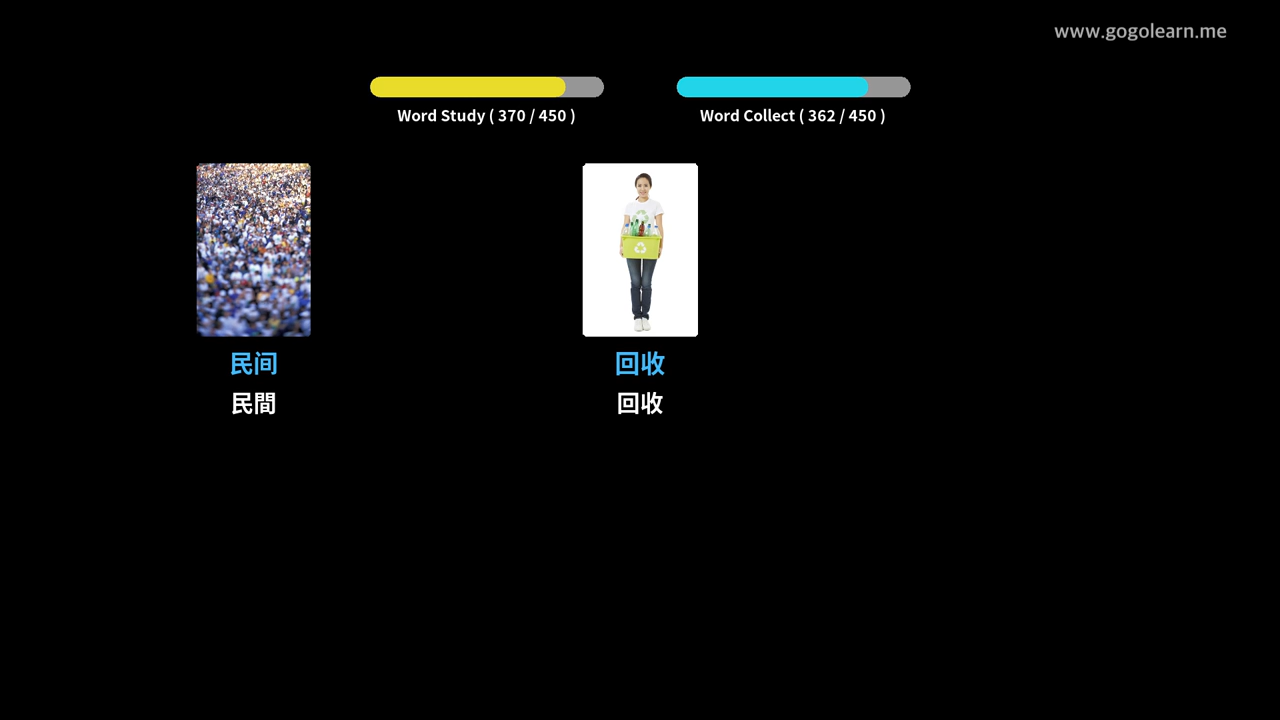 www.gogolearn.me
Word Study ( 370 / 450 )
Word Collect ( 362 / 450 )
民间
民間
回收
回收